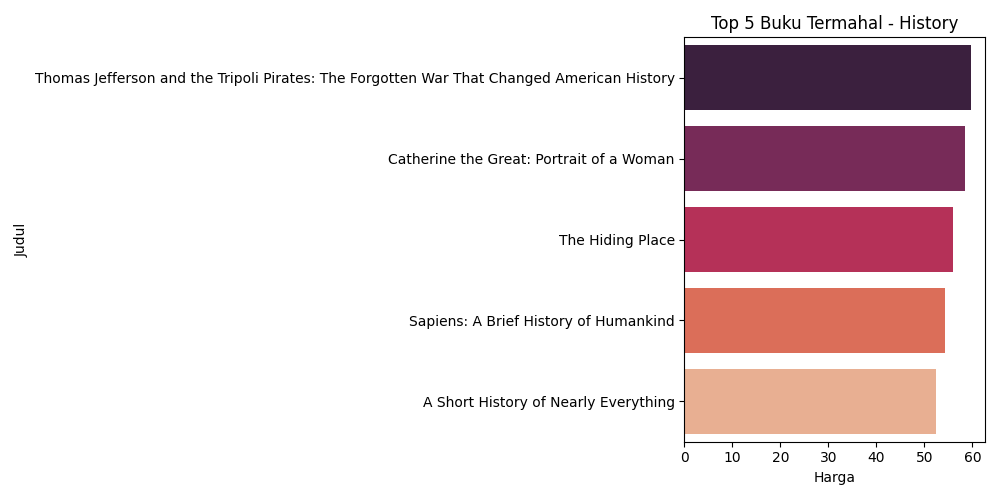 Top 5 Buku Termahal - History
Thomas Jefferson and the Tripoli Pirates: The Forgotten War That Changed American History
Catherine the Great: Portrait of a Woman
The Hiding Place
Sapiens: A Brief History of Humankind
A Short History of Nearly Everything
Judul
0 10 20 30 40 50 60
Harga